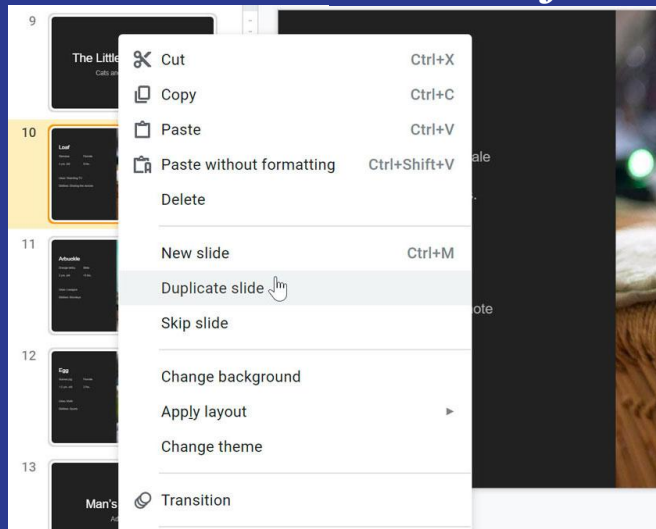 9
The Little
Cats an
10
Loaf
11
Arbuckle
12
Egg
13
Man's
Cut Ctrl+X
Copy Ctrl+C
Paste Ctrl+V
Paste without formatting Ctrl+Shift+V
Delete
New slide Ctrl+M
Duplicate slide
Skip slide
Change background
Apply layout
Change theme
Transition
ale
ote